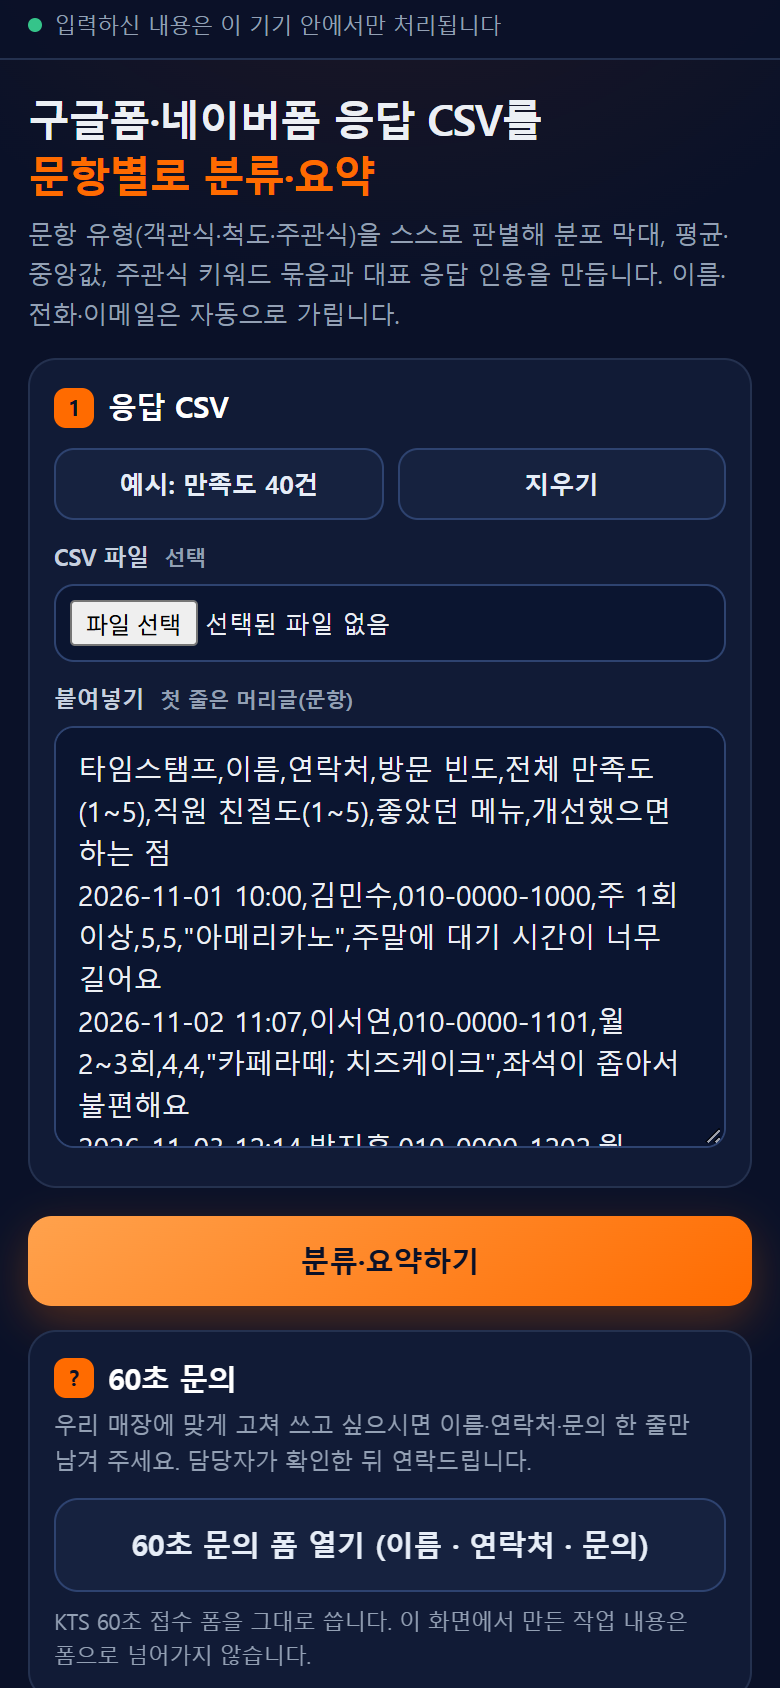 입력하신 내용은 이 기기 안에서만 처리됩니다
구글폼·네이버폼 응답 CSV를
문항별로 분류·요약
문항 유형(객관식·척도·주관식)을 스스로 판별해 분포 막대, 평균·
중앙값, 주관식 키워드 묶음과 대표 응답 인용을 만듭니다. 이름·
전화·이메일은 자동으로 가립니다.
1 응답 CSV
예시: 만족도 40건 지우기
CSV 파일 선택
파일 선택 선택된 파일 없음
붙여넣기 첫 줄은 머리글(문항)
타임스탬프,이름,연락처,방문 빈도,전체 만족도
(1~5),직원 친절도(1~5),좋았던 메뉴,개선했으면
하는 점
2026-11-01 10:00,김민수,010-0000-1000,주 1회
이상,5,5,"아메리카노",주말에 대기 시간이 너무
길어요
2026-11-02 11:07,이서연,010-0000-1101,월
2~3회,4,4,"카페라떼; 치즈케이크",좌석이 좁아서
불편해요
2026-11-03 12:14,박지훈,010-0000-1202,월
분류·요약하기
? 60초 문의
우리 매장에 맞게 고쳐 쓰고 싶으시면 이름·연락처·문의 한 줄만
남겨 주세요. 담당자가 확인한 뒤 연락드립니다.
60초 문의 폼 열기 (이름 · 연락처 · 문의)
KTS 60초 접수 폼을 그대로 씁니다. 이 화면에서 만든 작업 내용은
폼으로 넘어가지 않습니다.